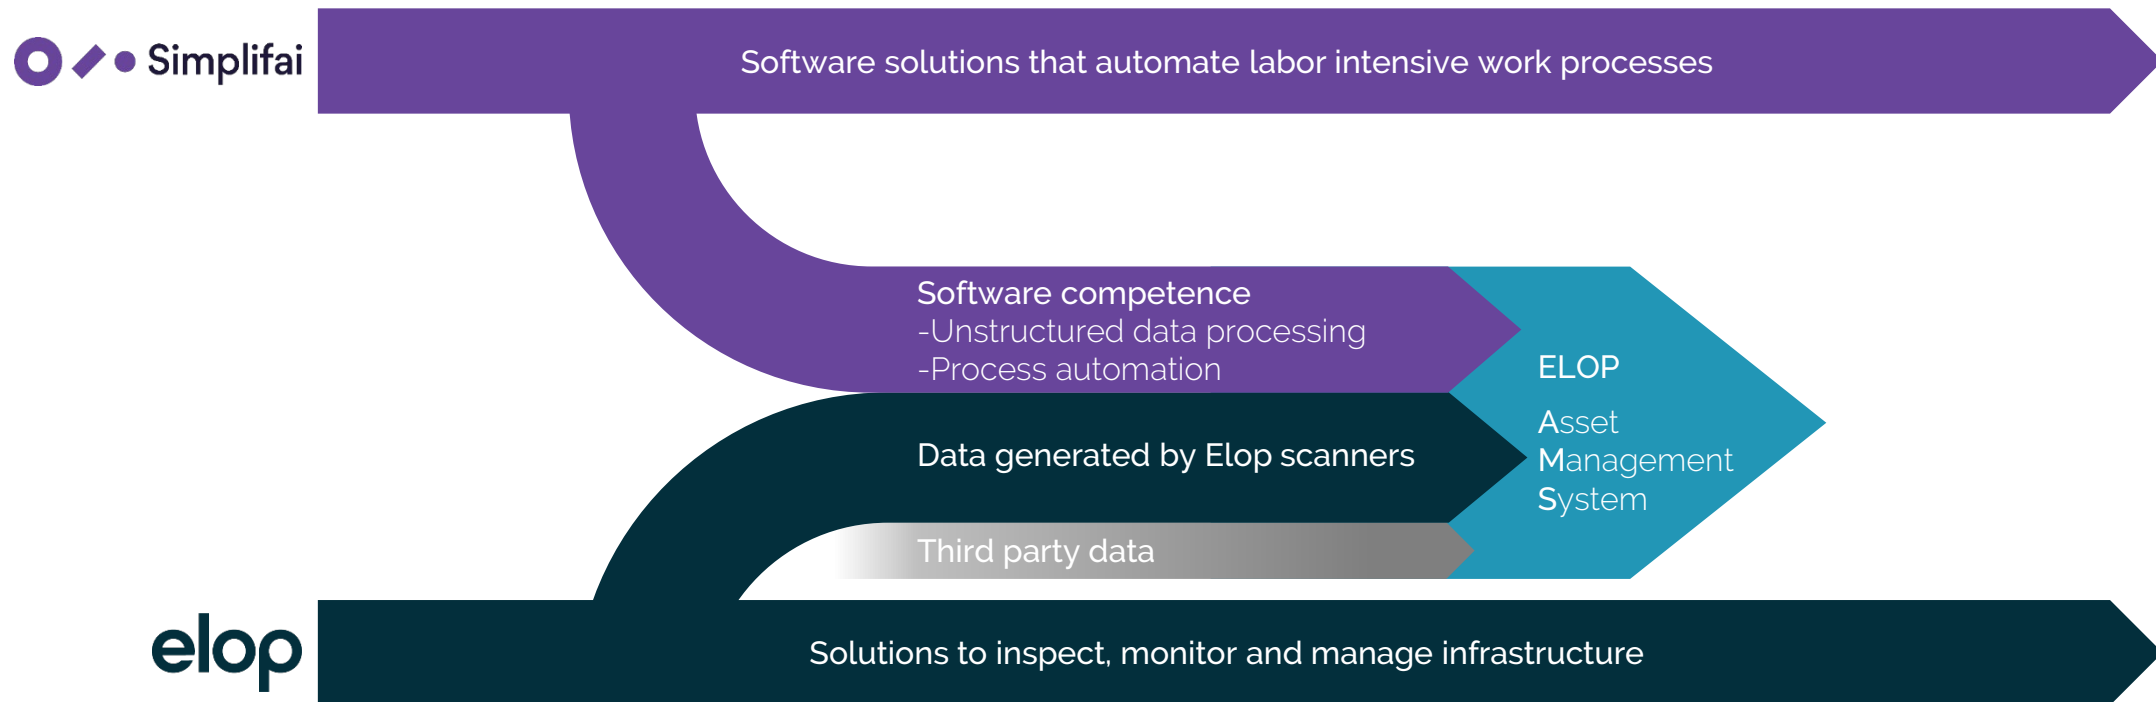 Simplifai
Software solutions that automate labor intensive work processes
Software competence
-Unstructured data processing
-Process automation
Data generated by Elop scanners
Third party data
ELOP
Asset
Management
System
elop
Solutions to inspect, monitor and manage infrastructure